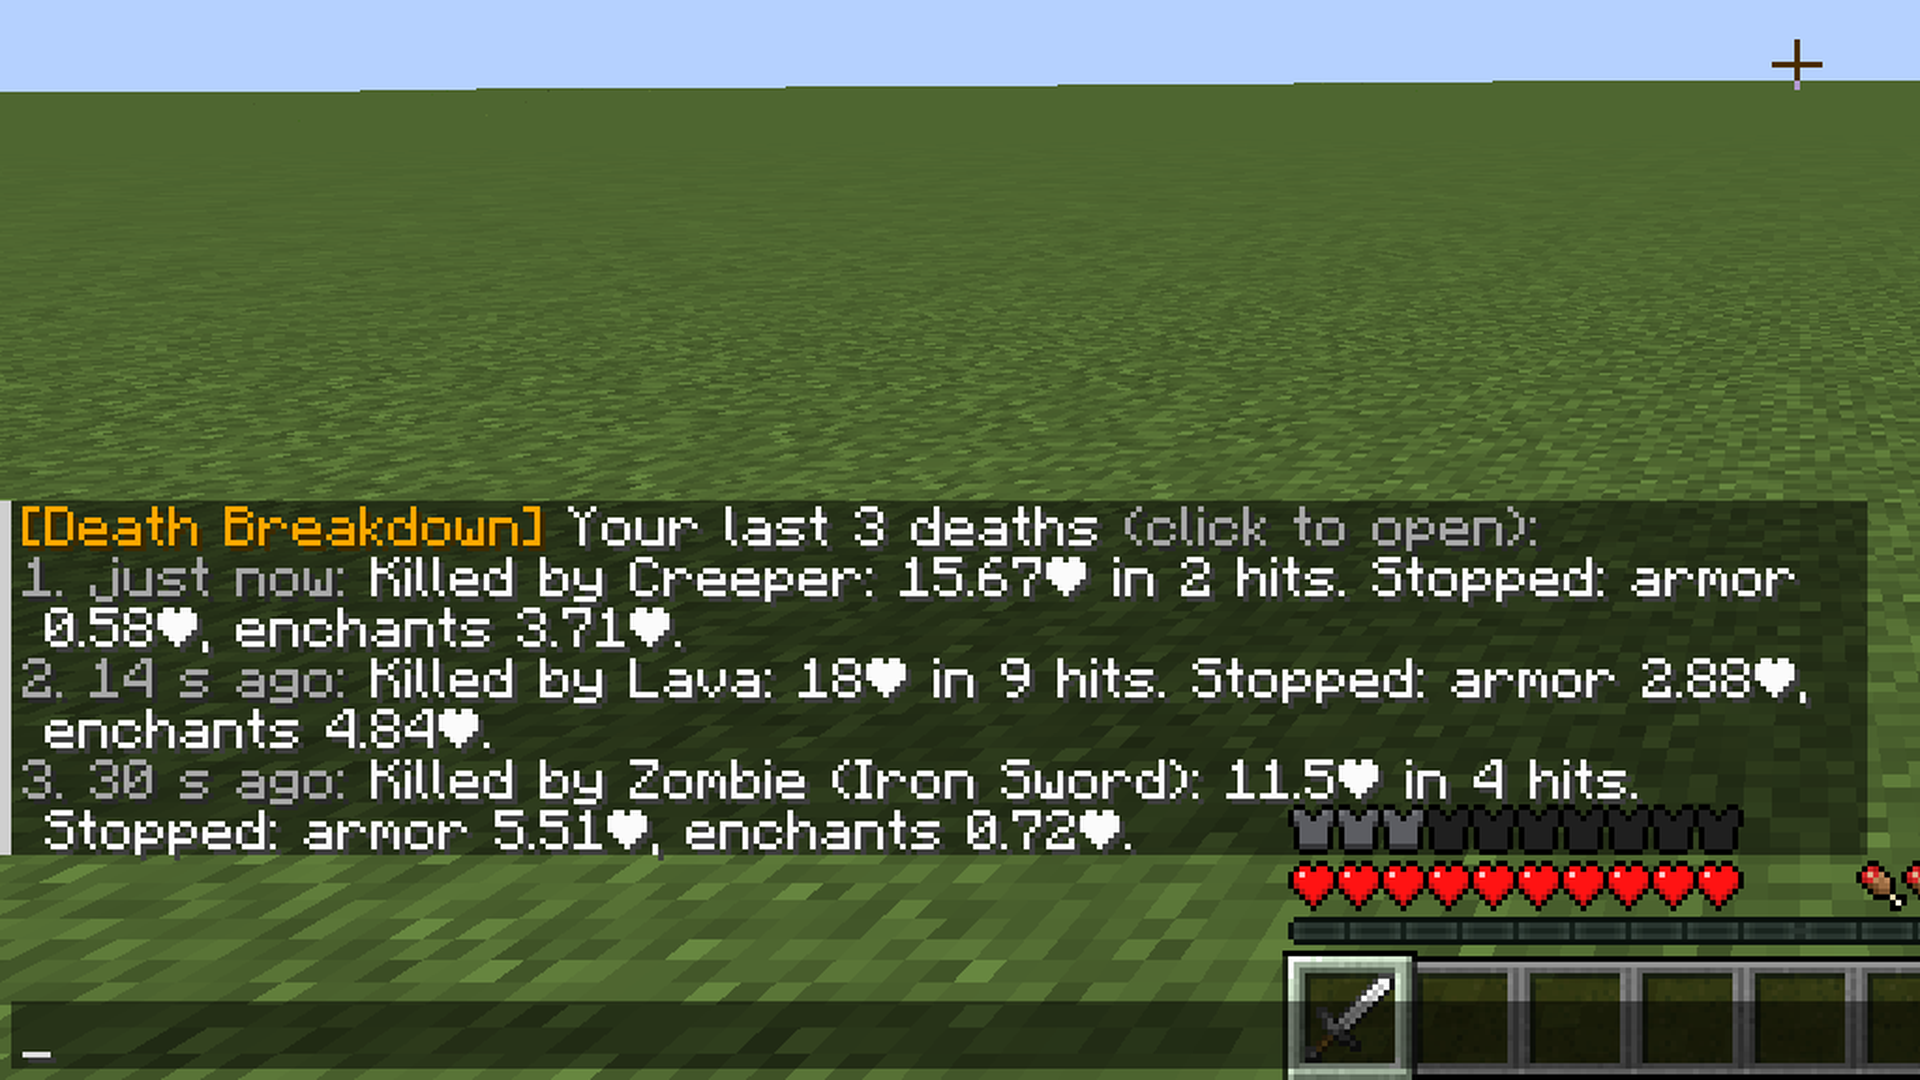 [Death Breakdown] Your last 3 deaths (click to open):
1. just now: Killed by Creeper: 15.67♥ in 2 hits. Stopped: armor
0.58♥, enchants 3.71♥.
2. 14 s ago: Killed by Lava: 18♥ in 9 hits. Stopped: armor 2.88♥,
enchants 4.84♥.
3. 30 s ago: Killed by Zombie (Iron Sword): 11.5♥ in 4 hits.
Stopped: armor 5.51♥, enchants 0.72♥.
_